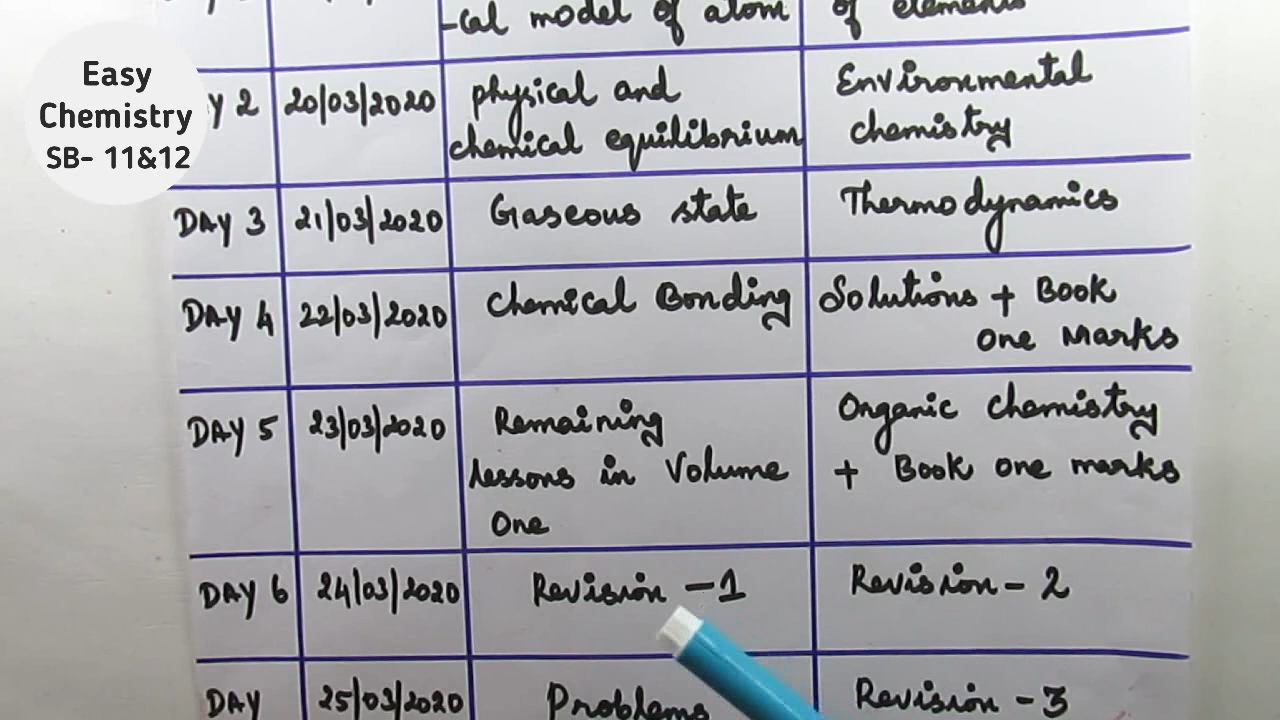 -cal model of atom
of elements
Easy
Chemistry
SB- 11&12
y 2
20/03/2020
physical and
chemical equilibrium
Environmental
chemistry
DAY 3
21/03/2020
Gaseous state
Thermodynamics
DAY 4
22/03/2020
Chemical Bonding
Solutions + Book
One Marks
DAY 5
23/03/2020
Remaining
lessons in Volume
One
Organic chemistry
+ Book one marks
DAY 6
24/03/2020
Revision -1
Revision - 2
DAY
25/03/2020
Problems
Revision -3